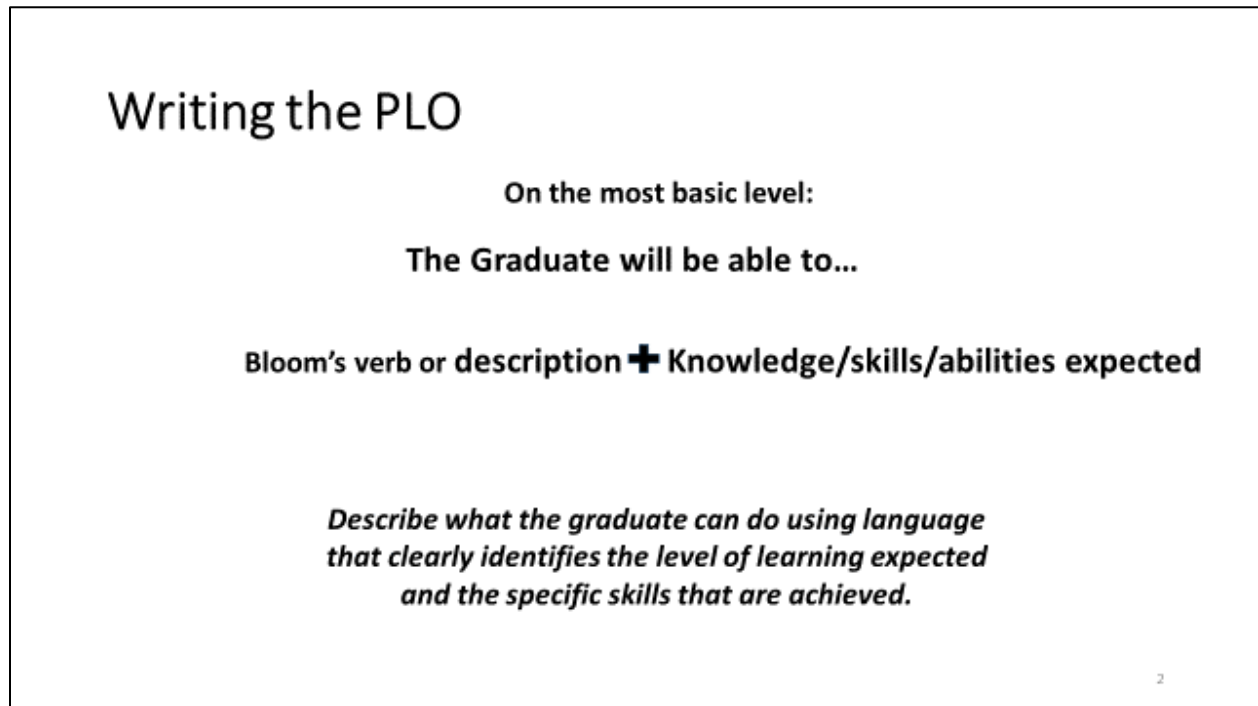 Writing the PLO
On the most basic level:
The Graduate will be able to…
Bloom’s verb or description + Knowledge/skills/abilities expected
Describe what the graduate can do using language
that clearly identifies the level of learning expected
and the specific skills that are achieved.
2